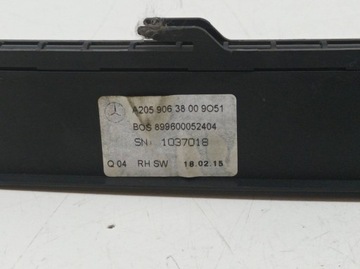 A205 906 38 00 9051
BOS 899600052404
SN: 1037018
Q 04 RH SW 18.02.15